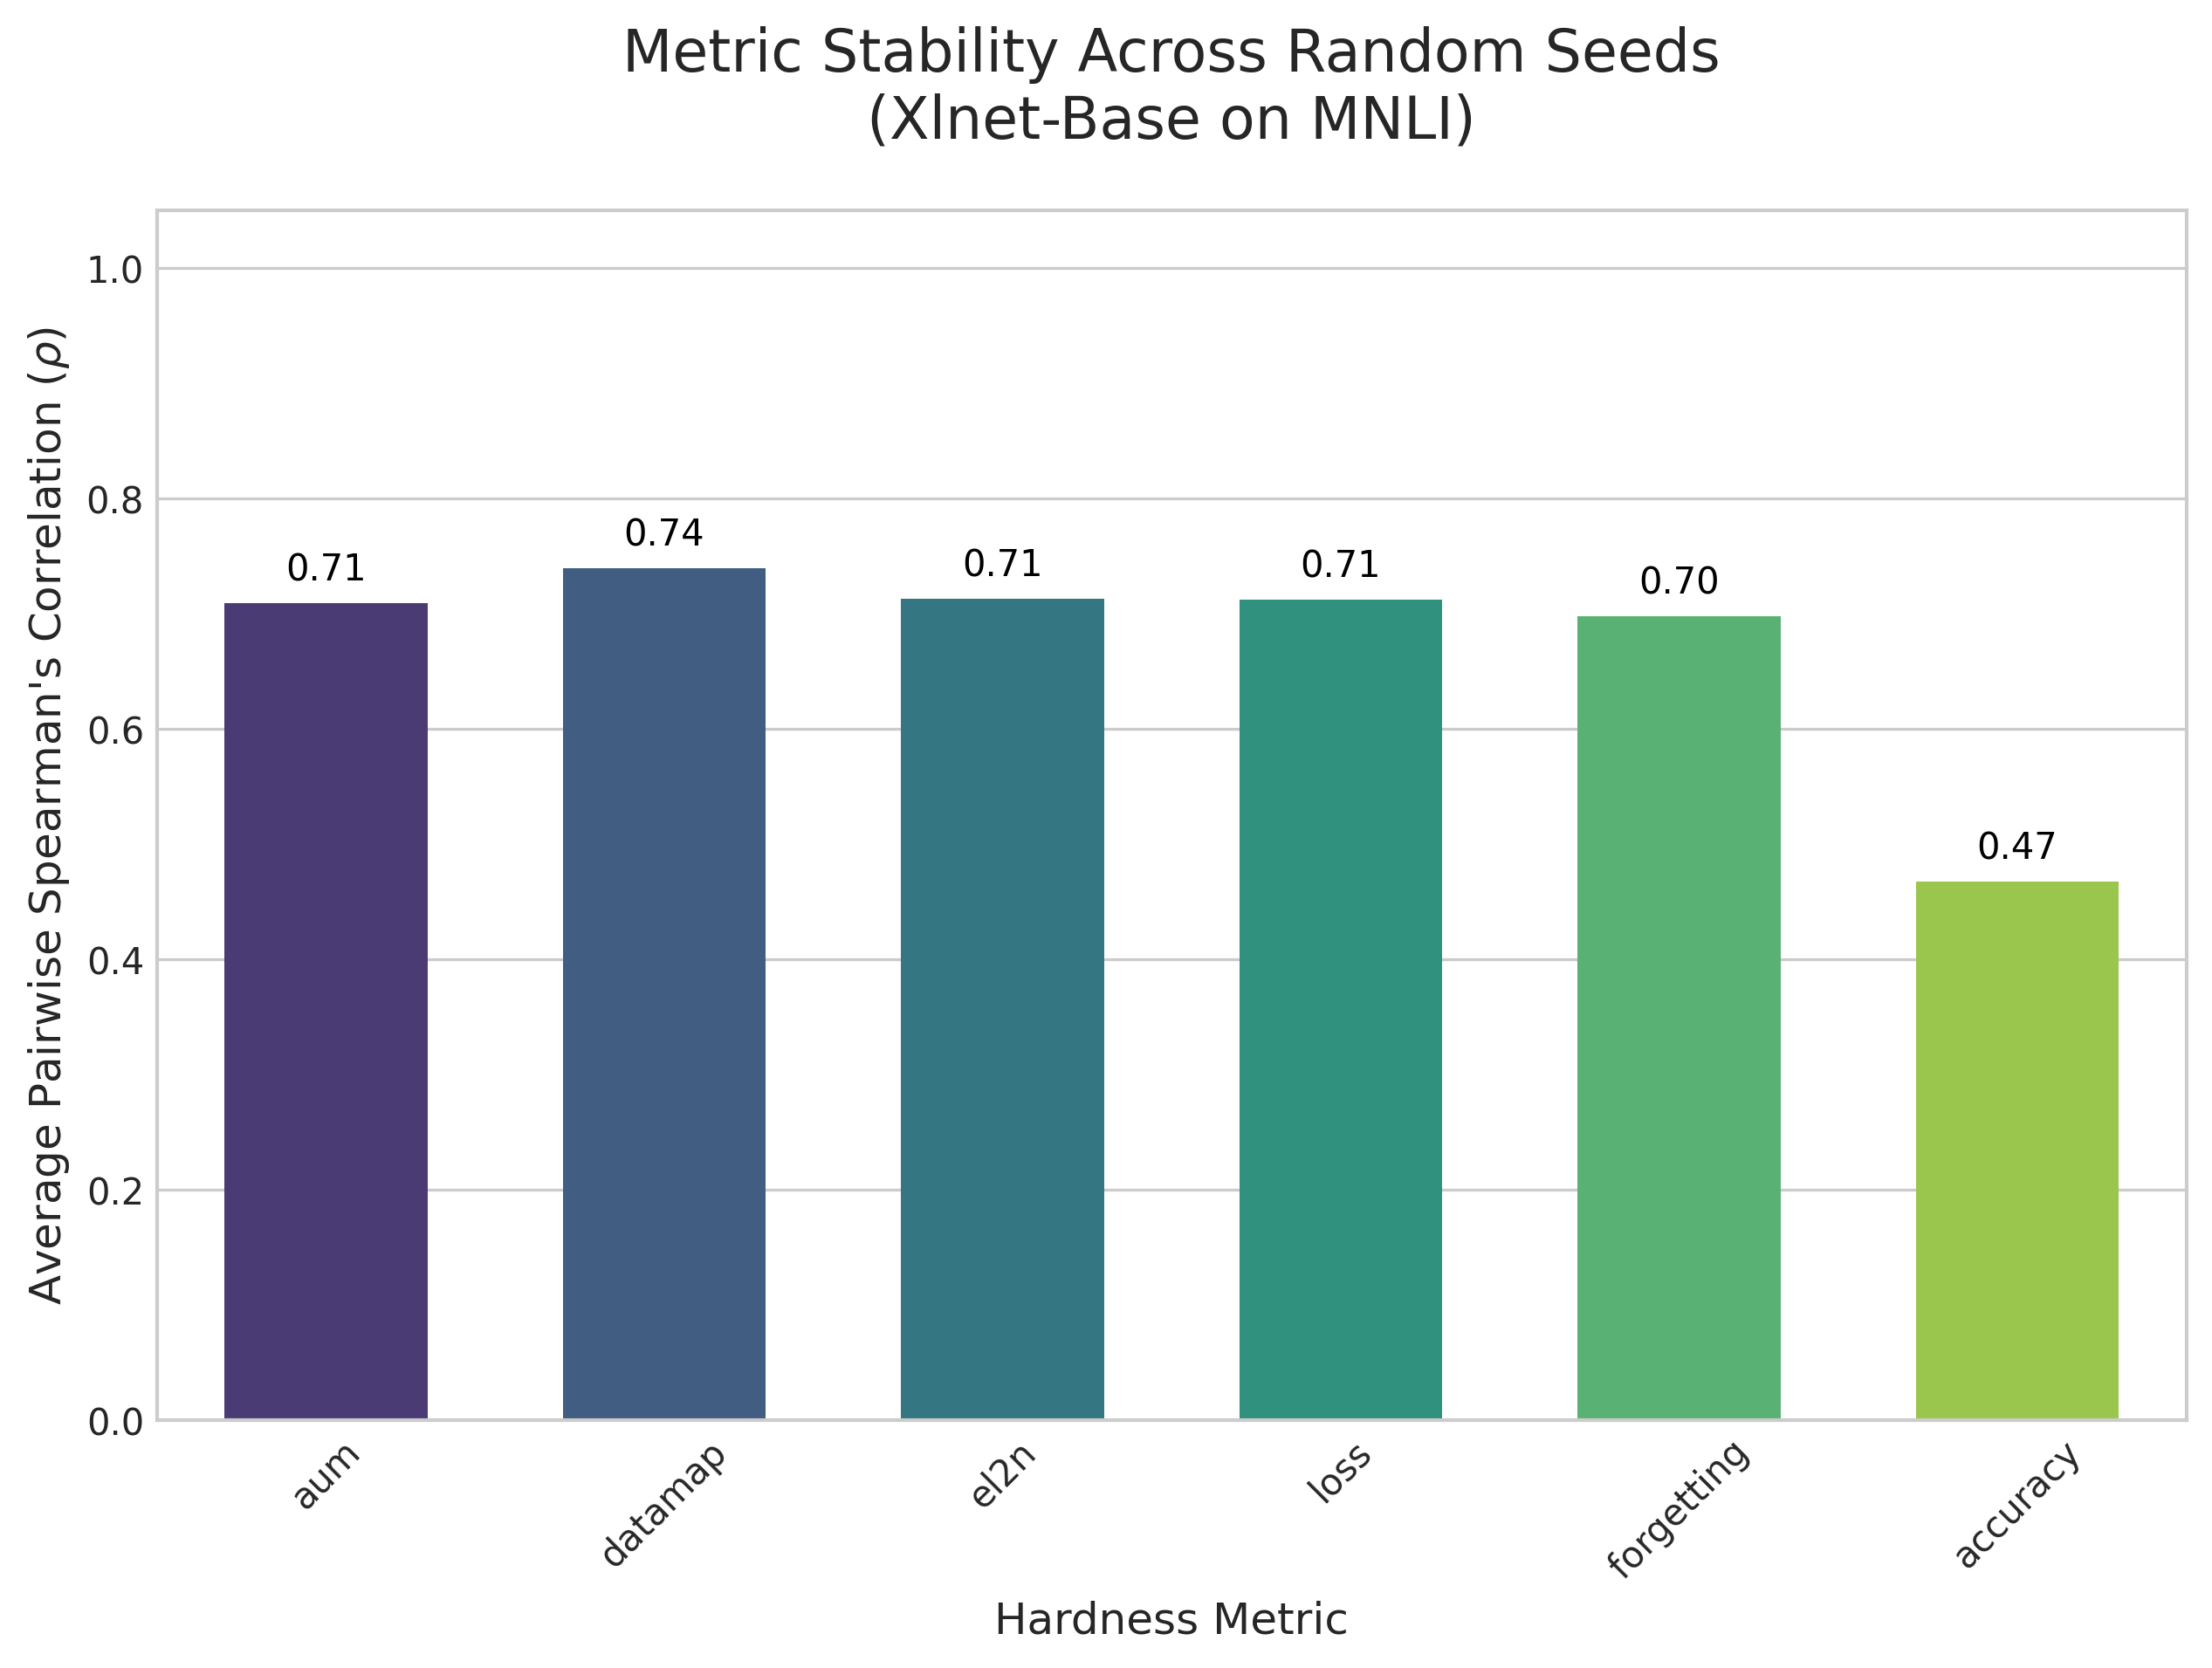 Metric Stability Across Random Seeds
(Xlnet-Base on MNLI)
Average Pairwise Spearman's Correlation (ρ)
1.0
0.8
0.6
0.4
0.2
0.0
0.71
0.74
0.71
0.71
0.70
0.47
aum
datamap
el2n
loss
forgetting
accuracy
Hardness Metric